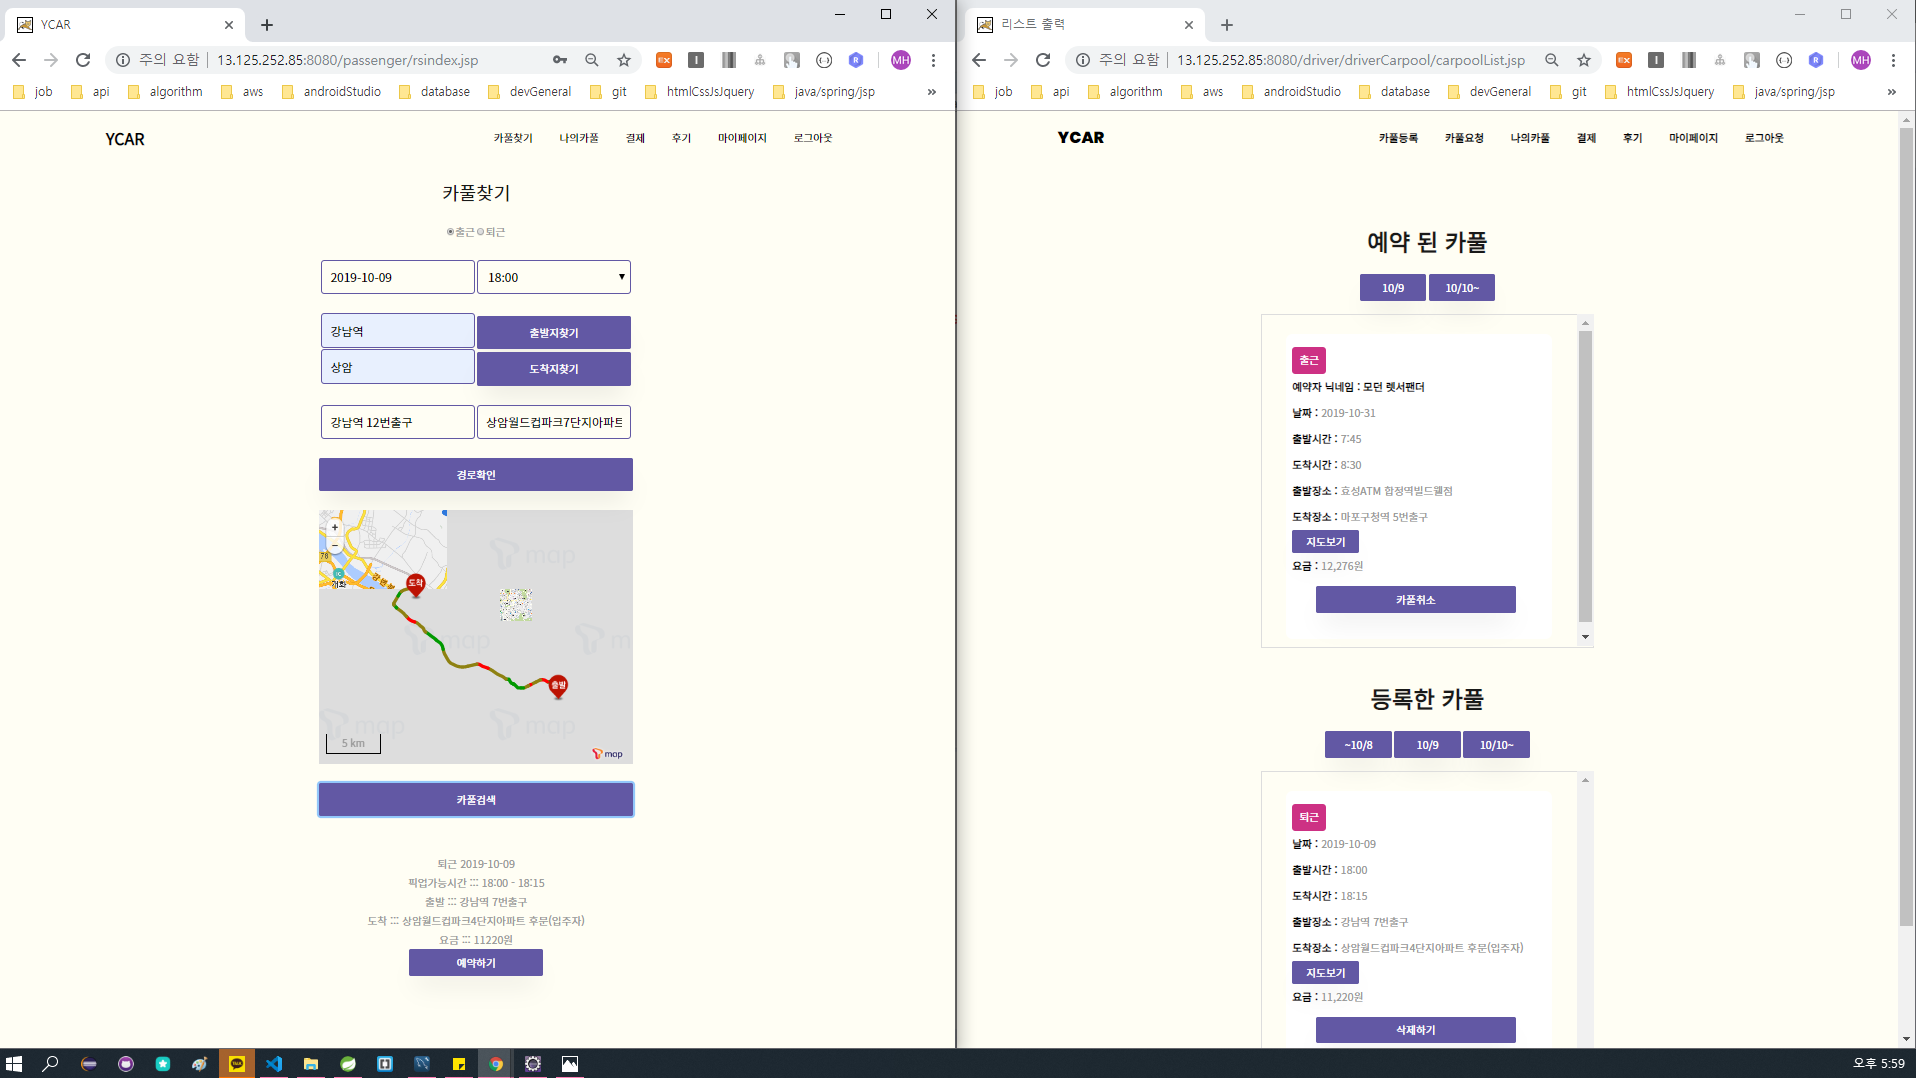 YCAR
주의 요함
13.125.252.85:8080/passenger/rsindex.jsp
MH
job
api
algorithm
aws
androidStudio
database
devGeneral
git
htmlCssJsJquery
java/spring/jsp
»
YCAR
카풀찾기
나의카풀
결제
후기
마이페이지
로그아웃
카풀찾기
출근 퇴근
2019-10-09
18:00
강남역
출발지찾기
상암
도착지찾기
강남역 12번출구
상암월드컵파크7단지아파트
경로확인
+
−
78
개화
강변북
도착
출발
map
map
map
map
map
5 km
T map
카풀검색
퇴근 2019-10-09
픽업가능시간 ::: 18:00 - 18:15
출발 ::: 강남역 7번출구
도착 ::: 상암월드컵파크4단지아파트 후문(입주자)
요금 ::: 11220원
예약하기
리스트 출력
주의 요함
13.125.252.85:8080/driver/driverCarpool/carpoolList.jsp
MH
job
api
algorithm
aws
androidStudio
database
devGeneral
git
htmlCssJsJquery
java/spring/jsp
»
YCAR
카풀등록
카풀요청
나의카풀
결제
후기
마이페이지
로그아웃
예약 된 카풀
10/9
10/10~
출근
예약자 닉네임 : 모던 렛서팬더
날짜 : 2019-10-31
출발시간 : 7:45
도착시간 : 8:30
출발장소 : 효성ATM 합정역빌드웰점
도착장소 : 마포구청역 5번출구
지도보기
요금 : 12,276원
카풀취소
등록한 카풀
~10/8
10/9
10/10~
퇴근
날짜 : 2019-10-09
출발시간 : 18:00
도착시간 : 18:15
출발장소 : 강남역 7번출구
도착장소 : 상암월드컵파크4단지아파트 후문(입주자)
지도보기
요금 : 11,220원
삭제하기
오후 5:59